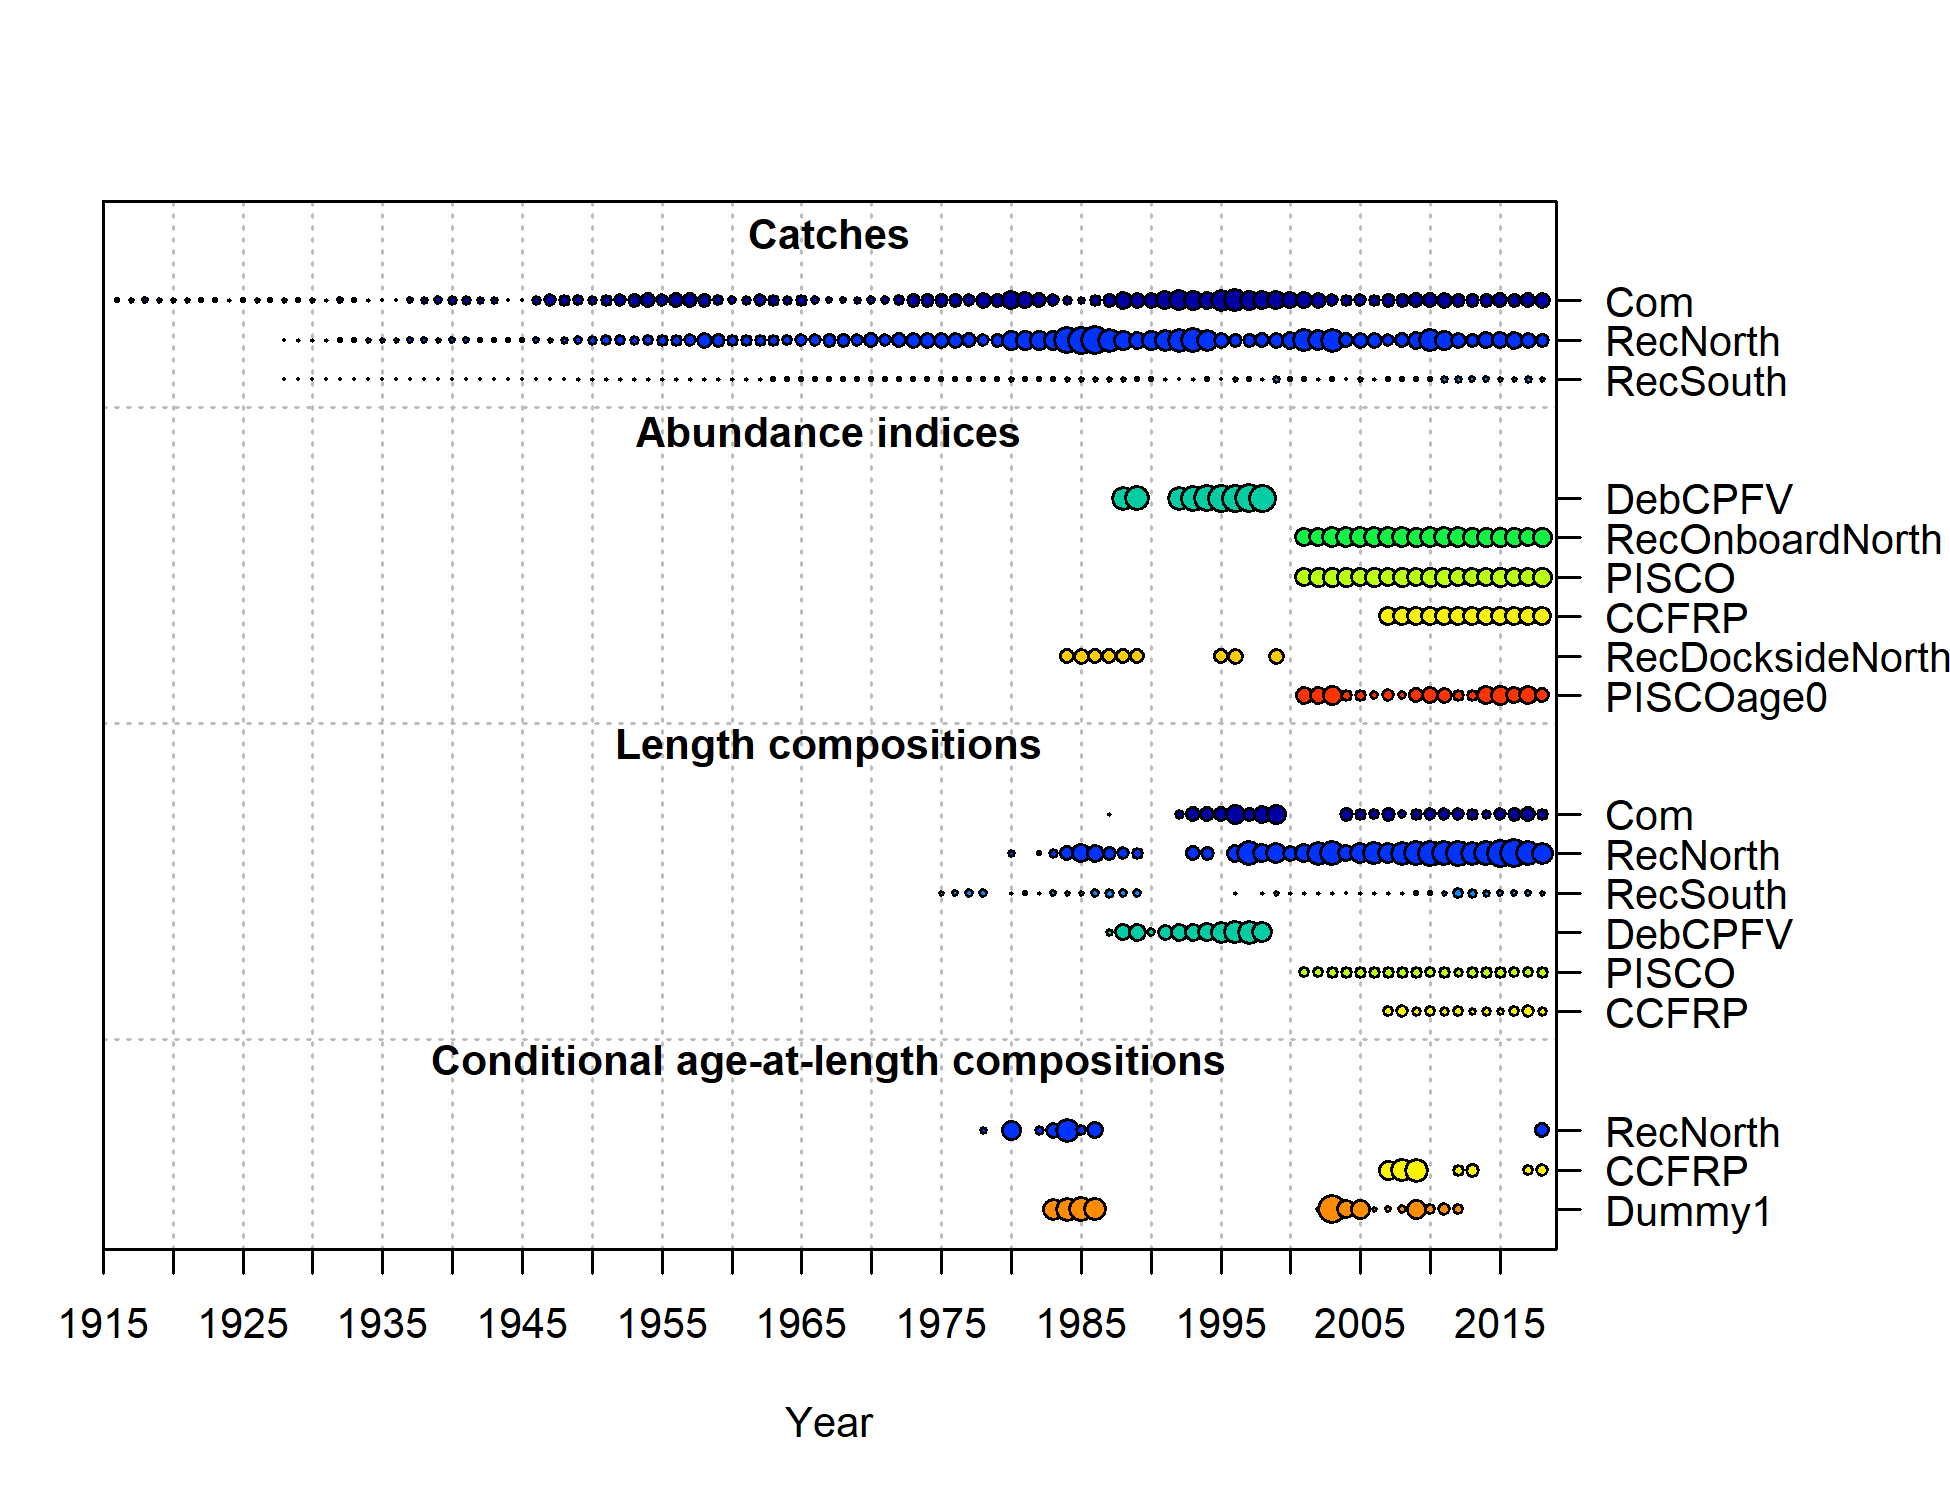 Catches
Com
RecNorth
RecSouth
Abundance indices
DebCPFV
RecOnboardNorth
PISCO
CCFRP
RecDocksideNorth
PISCOage0
Length compositions
Com
RecNorth
RecSouth
DebCPFV
PISCO
CCFRP
Conditional age-at-length compositions
RecNorth
CCFRP
Dummy1
1915 1925 1935 1945 1955 1965 1975 1985 1995 2005 2015
Year